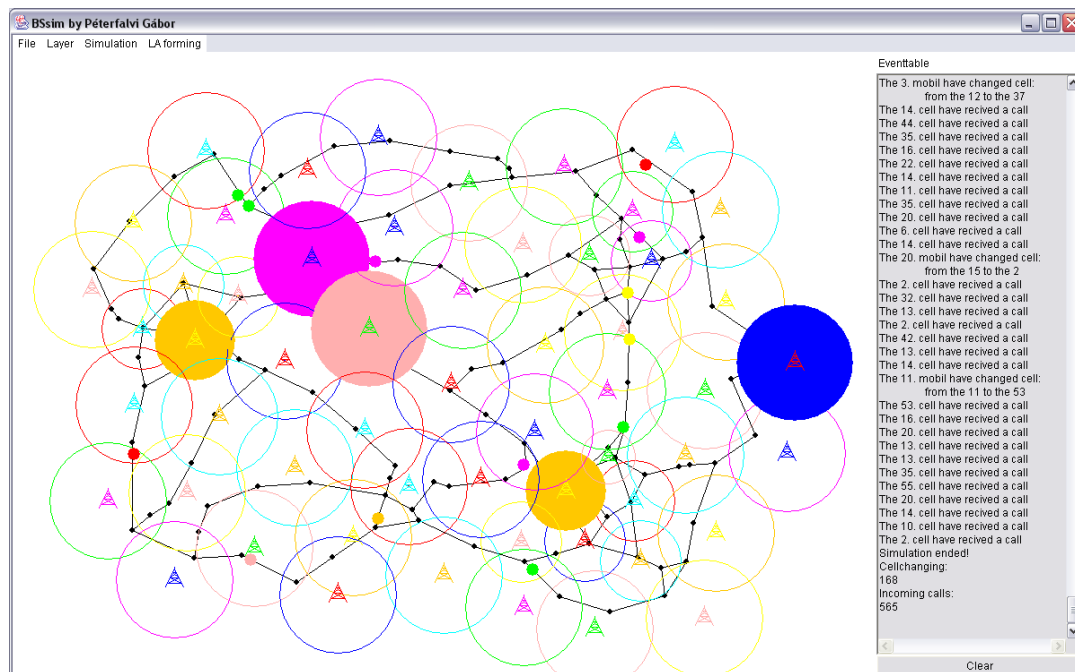 BSsim by Péterfalvi Gábor
File Layer Simulation LA forming
Eventtable
The 3. mobil have changed cell:
from the 12 to the 37
The 14. cell have recived a call
The 44. cell have recived a call
The 35. cell have recived a call
The 16. cell have recived a call
The 22. cell have recived a call
The 14. cell have recived a call
The 11. cell have recived a call
The 35. cell have recived a call
The 20. cell have recived a call
The 6. cell have recived a call
The 14. cell have recived a call
The 20. mobil have changed cell:
from the 15 to the 2
The 2. cell have recived a call
The 32. cell have recived a call
The 13. cell have recived a call
The 2. cell have recived a call
The 42. cell have recived a call
The 13. cell have recived a call
The 14. cell have recived a call
The 11. mobil have changed cell:
from the 11 to the 53
The 53. cell have recived a call
The 16. cell have recived a call
The 20. cell have recived a call
The 13. cell have recived a call
The 13. cell have recived a call
The 35. cell have recived a call
The 55. cell have recived a call
The 20. cell have recived a call
The 14. cell have recived a call
The 10. cell have recived a call
The 2. cell have recived a call
Simulation ended!
Cellchanging:
168
Incoming calls:
565
Clear